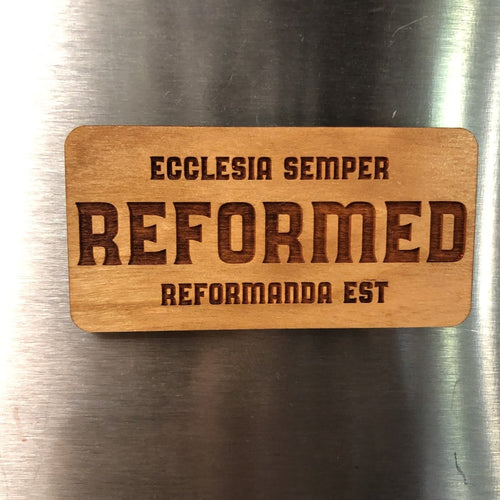 ECCLESIA SEMPER
REFORMED
REFORMANDA EST